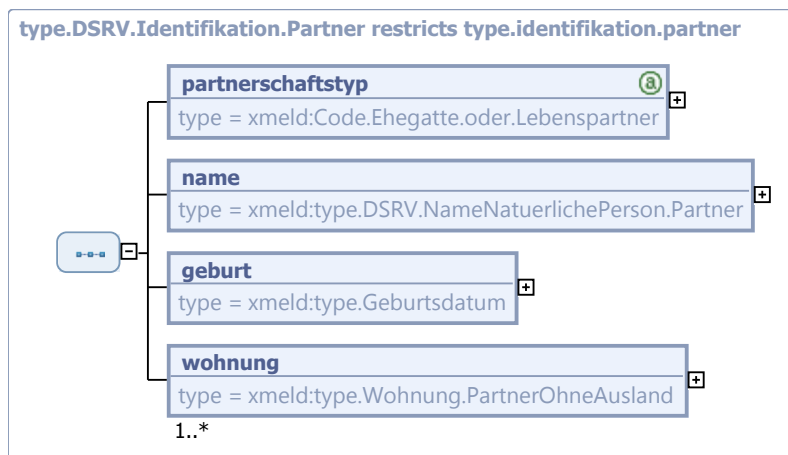 type.DSRV.Identifikation.Partner restricts type.identifikation.partner
partnerschaftstyp
type = xmeld:Code.Ehegatte.oder.Lebenspartner
name
type = xmeld:type.DSRV.NameNatuerlichePerson.Partner
geburt
type = xmeld:type.Geburtsdatum
wohnung
type = xmeld:type.Wohnung.PartnerOhneAusland
1..*